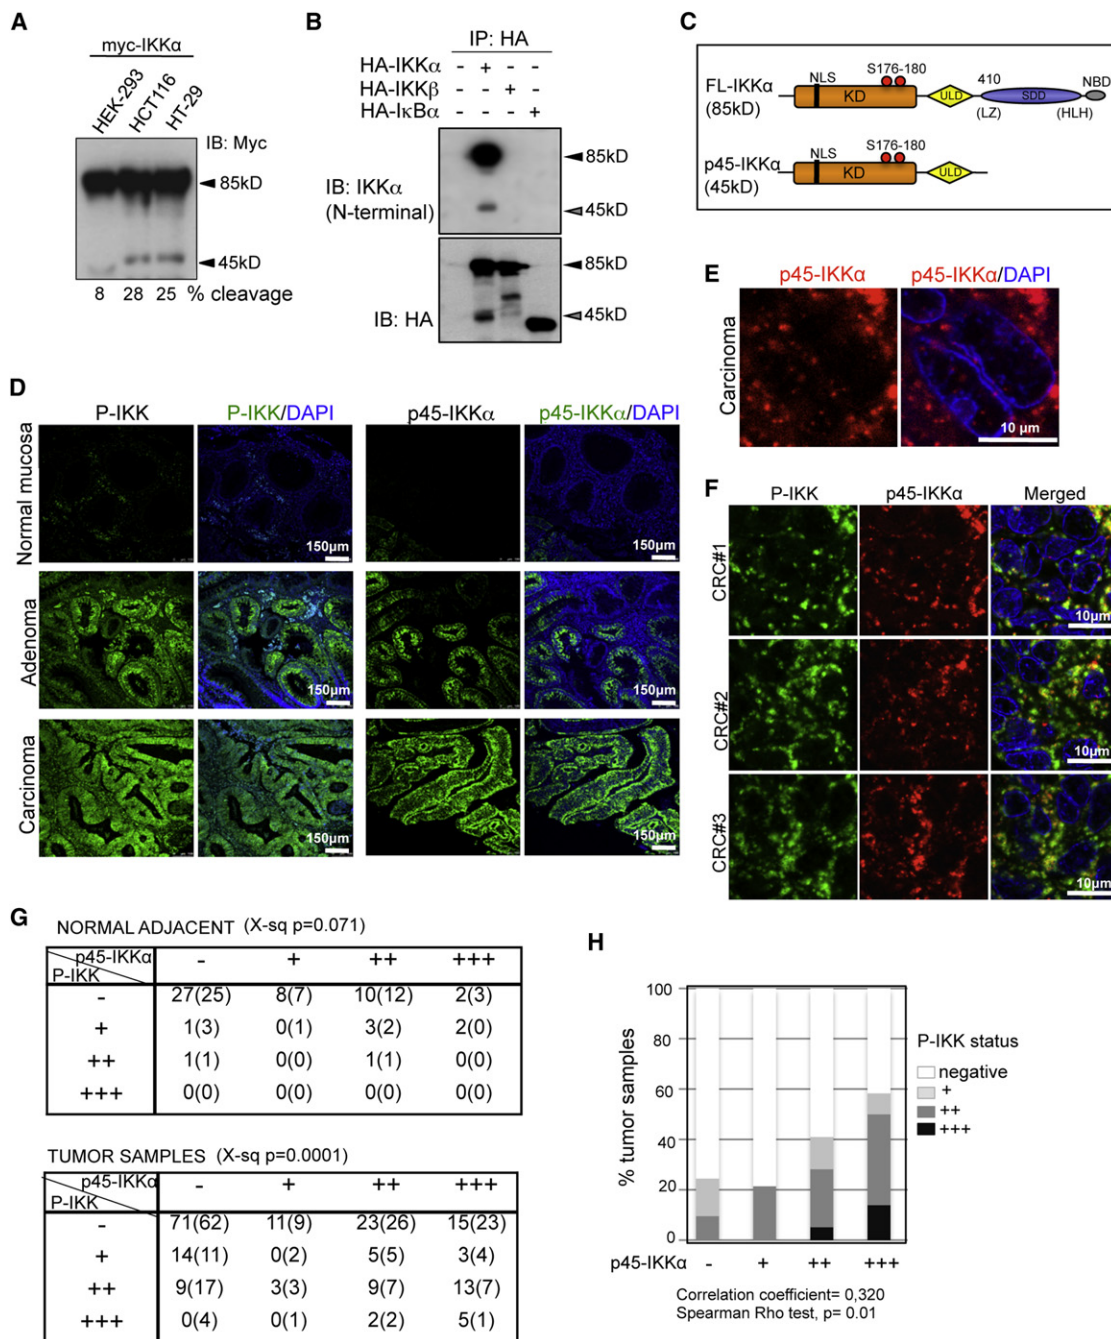 A
myc-IKKα
HEK-293
HCT116
HT-29
IB: Myc
85kD
45kD
8 28 25 % cleavage
B
IP: HA
HA-IKKα - + - -
HA-IKKβ - - + -
HA-IκBα - - - +
IB: IKKα
(N-terminal)
85kD
45kD
85kD
45kD
IB: HA
C
FL-IKKα
(85kD)
NLS
S176-180
KD
ULD
410
SDD
NBD
(LZ)
(HLH)
p45-IKKα
(45kD)
NLS
S176-180
KD
ULD
D
P-IKK P-IKK/DAPI p45-IKKα p45-IKKα/DAPI
Normal mucosa
150µm
150µm
Adenoma
150µm
150µm
Carcinoma
150µm
150µm
E
p45-IKKα p45-IKKα/DAPI
Carcinoma
10 µm
F
P-IKK p45-IKKα Merged
CRC#1
10µm
CRC#2
10µm
CRC#3
10µm
G
NORMAL ADJACENT (X-sq p=0.071)
p45-IKKα
P-IKK
- + ++ +++
- 27(25) 8(7) 10(12) 2(3)
+ 1(3) 0(1) 3(2) 2(0)
++ 1(1) 0(0) 1(1) 0(0)
+++ 0(0) 0(0) 0(0) 0(0)
TUMOR SAMPLES (X-sq p=0.0001)
p45-IKKα
P-IKK
- + ++ +++
- 71(62) 11(9) 23(26) 15(23)
+ 14(11) 0(2) 5(5) 3(4)
++ 9(17) 3(3) 9(7) 13(7)
+++ 0(4) 0(1) 2(2) 5(1)
H
% tumor samples
100
80
60
40
20
0
p45-IKKα - + ++ +++
P-IKK status
negative
+
++
+++
Correlation coefficient= 0,320
Spearman Rho test, p= 0.01